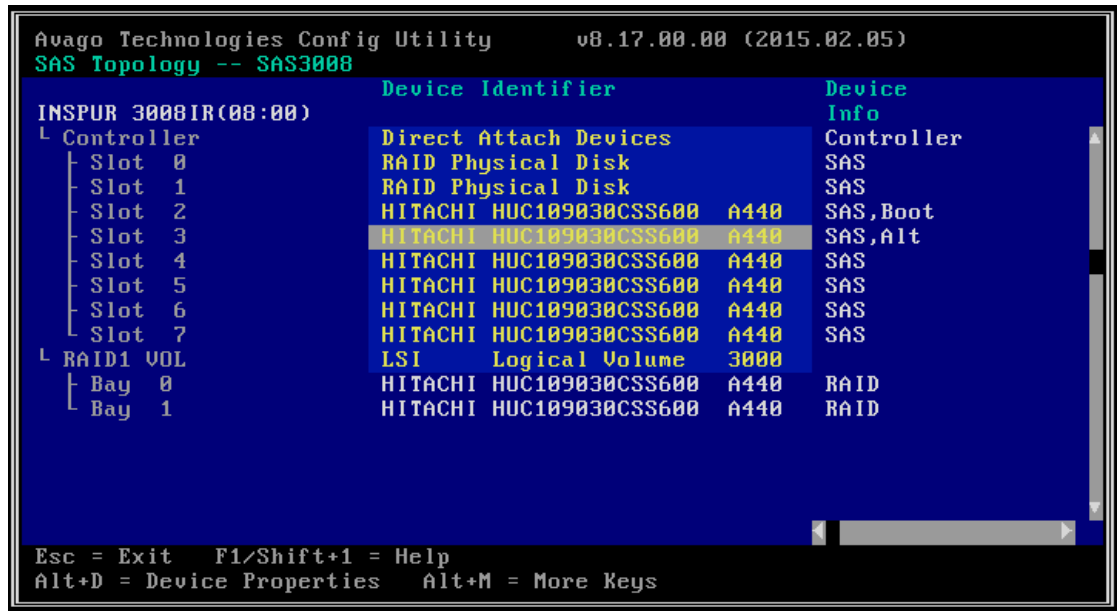 Avago Technologies Config Utility v8.17.00.00 (2015.02.05)
SAS Topology -- SAS3008
Device Identifier Device
INSPUR 3008IR(08:00) Info
Controller Direct Attach Devices Controller
Slot 0 RAID Physical Disk SAS
Slot 1 RAID Physical Disk SAS
Slot 2 HITACHI HUC109030CSS600 A440 SAS,Boot
Slot 3 HITACHI HUC109030CSS600 A440 SAS,Alt
Slot 4 HITACHI HUC109030CSS600 A440 SAS
Slot 5 HITACHI HUC109030CSS600 A440 SAS
Slot 6 HITACHI HUC109030CSS600 A440 SAS
Slot 7 HITACHI HUC109030CSS600 A440 SAS
RAID1 VOL LSI Logical Volume 3000
Bay 0 HITACHI HUC109030CSS600 A440 RAID
Bay 1 HITACHI HUC109030CSS600 A440 RAID
Esc = Exit F1/Shift+1 = Help
Alt+D = Device Properties Alt+M = More Keys